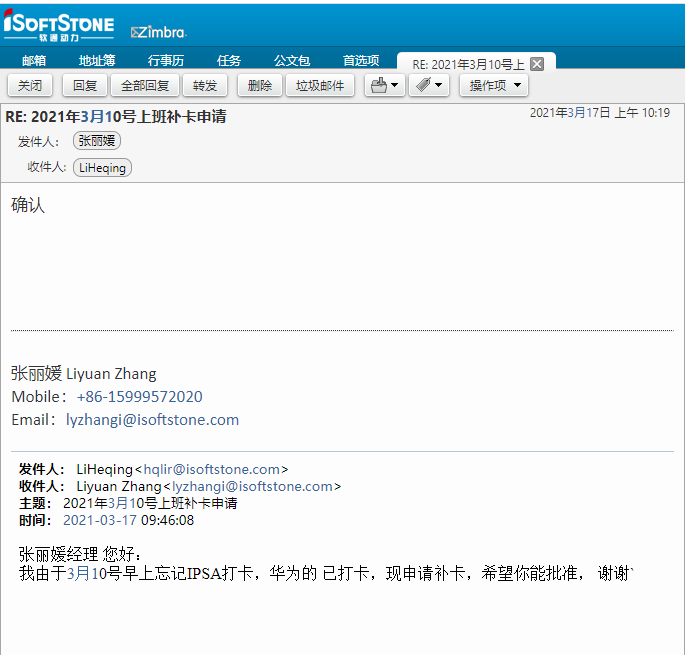 iSoftStone
软通动力
Zimbra
邮箱 地址簿 行事历 任务 公文包 首选项 RE: 2021年3月10号上
关闭 回复 全部回复 转发 删除 垃圾邮件 操作项
RE: 2021年3月10号上班补卡申请 2021年3月17日 上午 10:19
发件人： 张丽媛
收件人: LiHeqing
确认
张丽媛 Liyuan Zhang
Mobile：+86-15999572020
Email：lyzhangi@isoftstone.com
发件人： LiHeqing<hqlir@isoftstone.com>
收件人： Liyuan Zhang<lyzhangi@isoftstone.com>
主题： 2021年3月10号上班补卡申请
时间： 2021-03-17 09:46:08
张丽媛经理 您好：
我由于3月10号早上忘记IPSA打卡，华为的 已打卡，现申请补卡，希望你能批准， 谢谢`